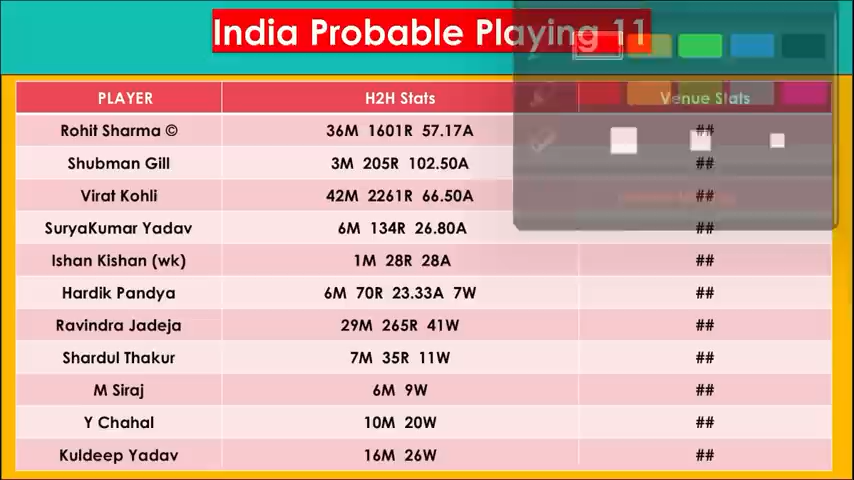 India Probable Playing 11
PLAYER H2H Stats Venue Stats
Rohit Sharma © 36M 1601R 57.17A ##
Shubman Gill 3M 205R 102.50A ##
Virat Kohli 42M 2261R 66.50A ##
SuryaKumar Yadav 6M 134R 26.80A ##
Ishan Kishan (wk) 1M 28R 28A ##
Hardik Pandya 6M 70R 23.33A 7W ##
Ravindra Jadeja 29M 265R 41W ##
Shardul Thakur 7M 35R 11W ##
M Siraj 6M 9W ##
Y Chahal 10M 20W ##
Kuldeep Yadav 16M 26W ##